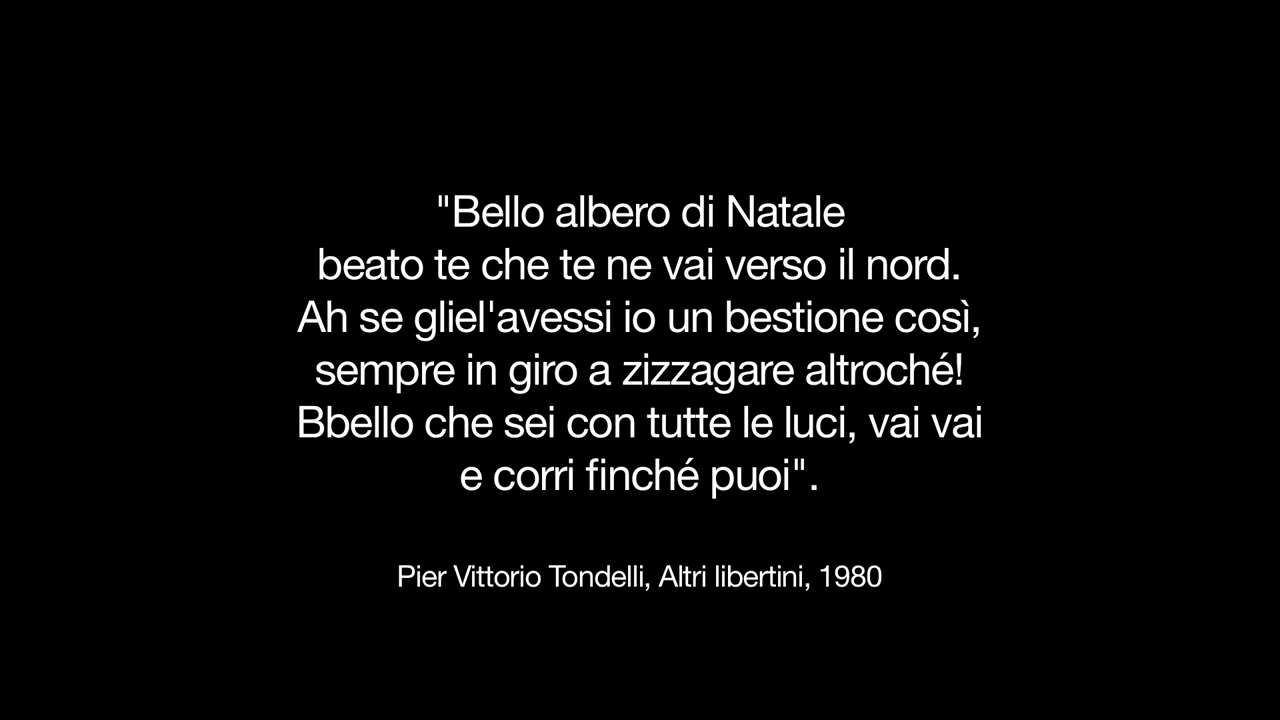 "Bello albero di Natale
beato te che te ne vai verso il nord.
Ah se gliel'avessi io un bestione così,
sempre in giro a zizzagare altroché!
Bbello che sei con tutte le luci, vai vai
e corri finché puoi".
Pier Vittorio Tondelli, Altri libertini, 1980